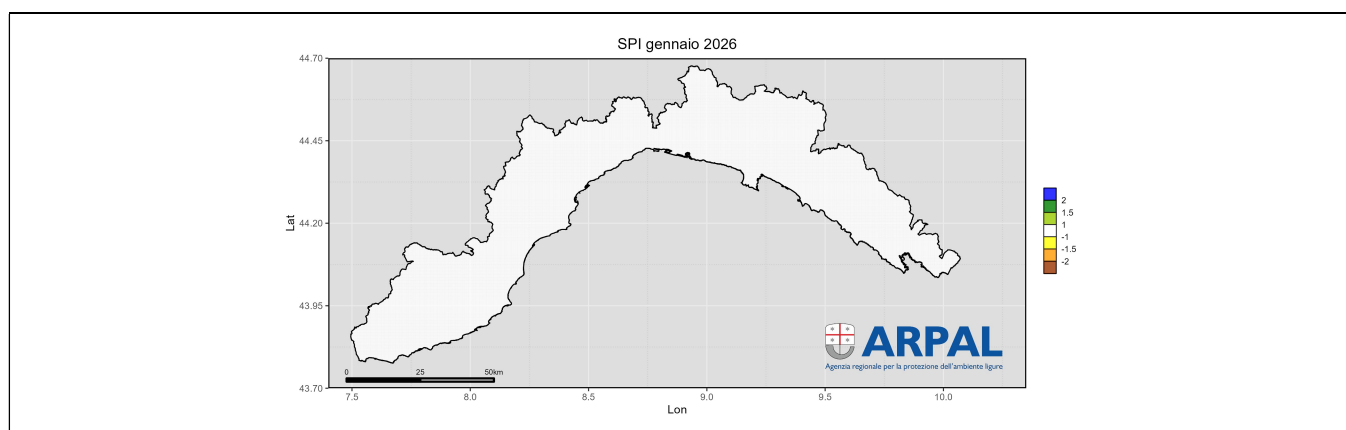 SPI gennaio 2026
44.70
44.45
44.20
43.95
43.70
Lat
2
1.5
1
-1
-1.5
-2
ARPAL
Agenzia regionale per la protezione dell'ambiente ligure
0 25 50km
7.5 8.0 8.5 9.0 9.5 10.0
Lon